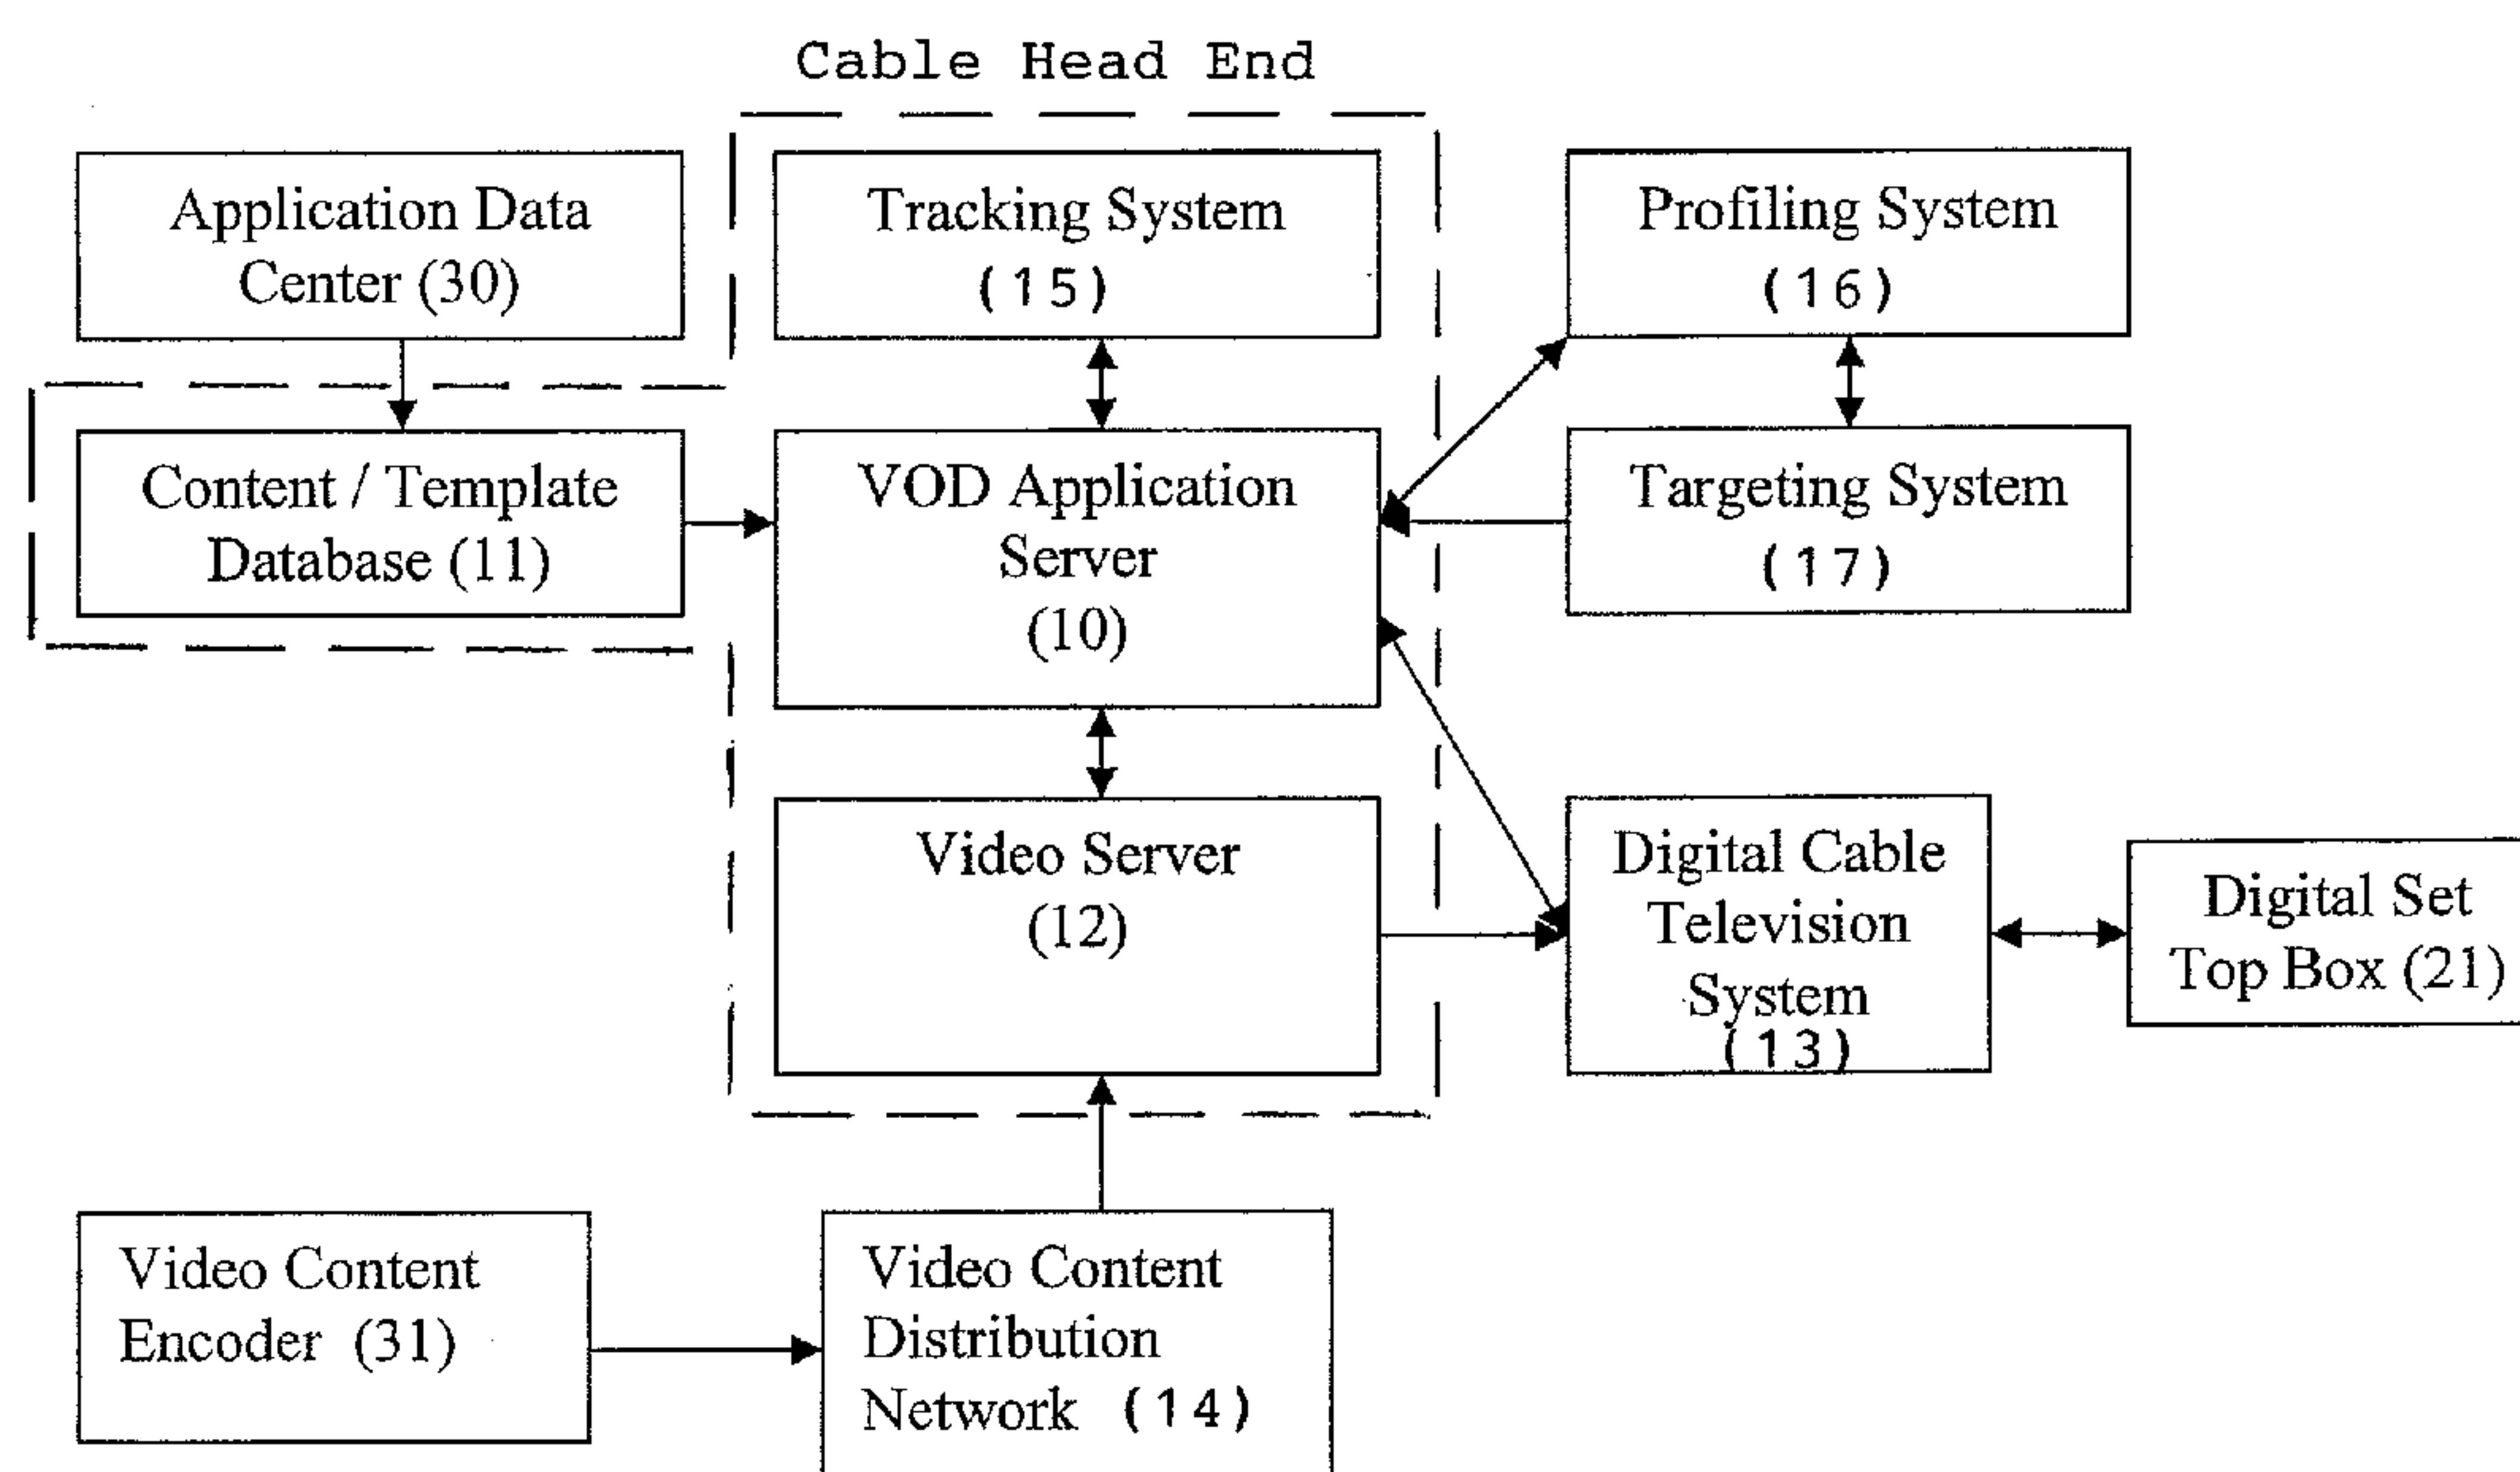 Cable Head End
Application Data
Center (30)
Tracking System
(15)
Profiling System
(16)
Content / Template
Database (11)
VOD Application
Server
(10)
Targeting System
(17)
Video Server
(12)
Digital Cable
Television
System
(13)
Digital Set
Top Box (21)
Video Content
Encoder (31)
Video Content
Distribution
Network (14)